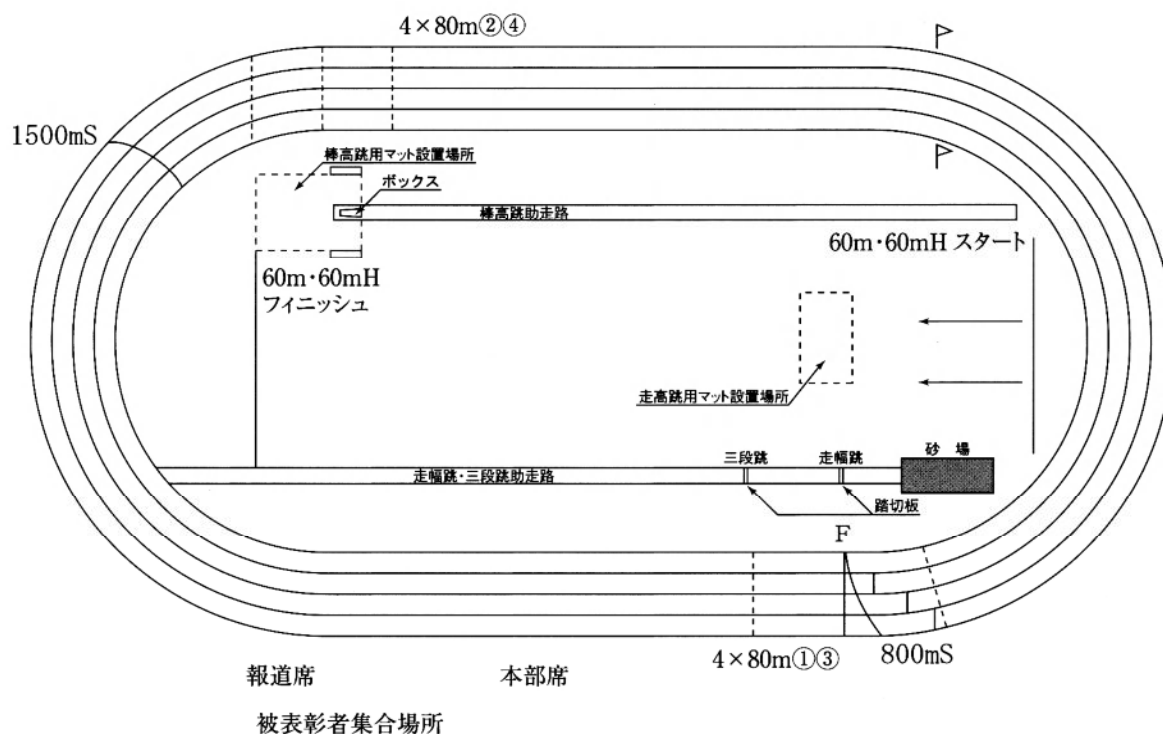 4×80m②④
1500mS
棒高跳用マット設置場所
ボックス
棒高跳助走路
60m・60mH スタート
60m・60mH
フィニッシュ
走高跳用マット設置場所
三段跳
走幅跳
砂 場
走幅跳・三段跳助走路
踏切板
F
4×80m①③
800mS
報道席
本部席
被表彰者集合場所